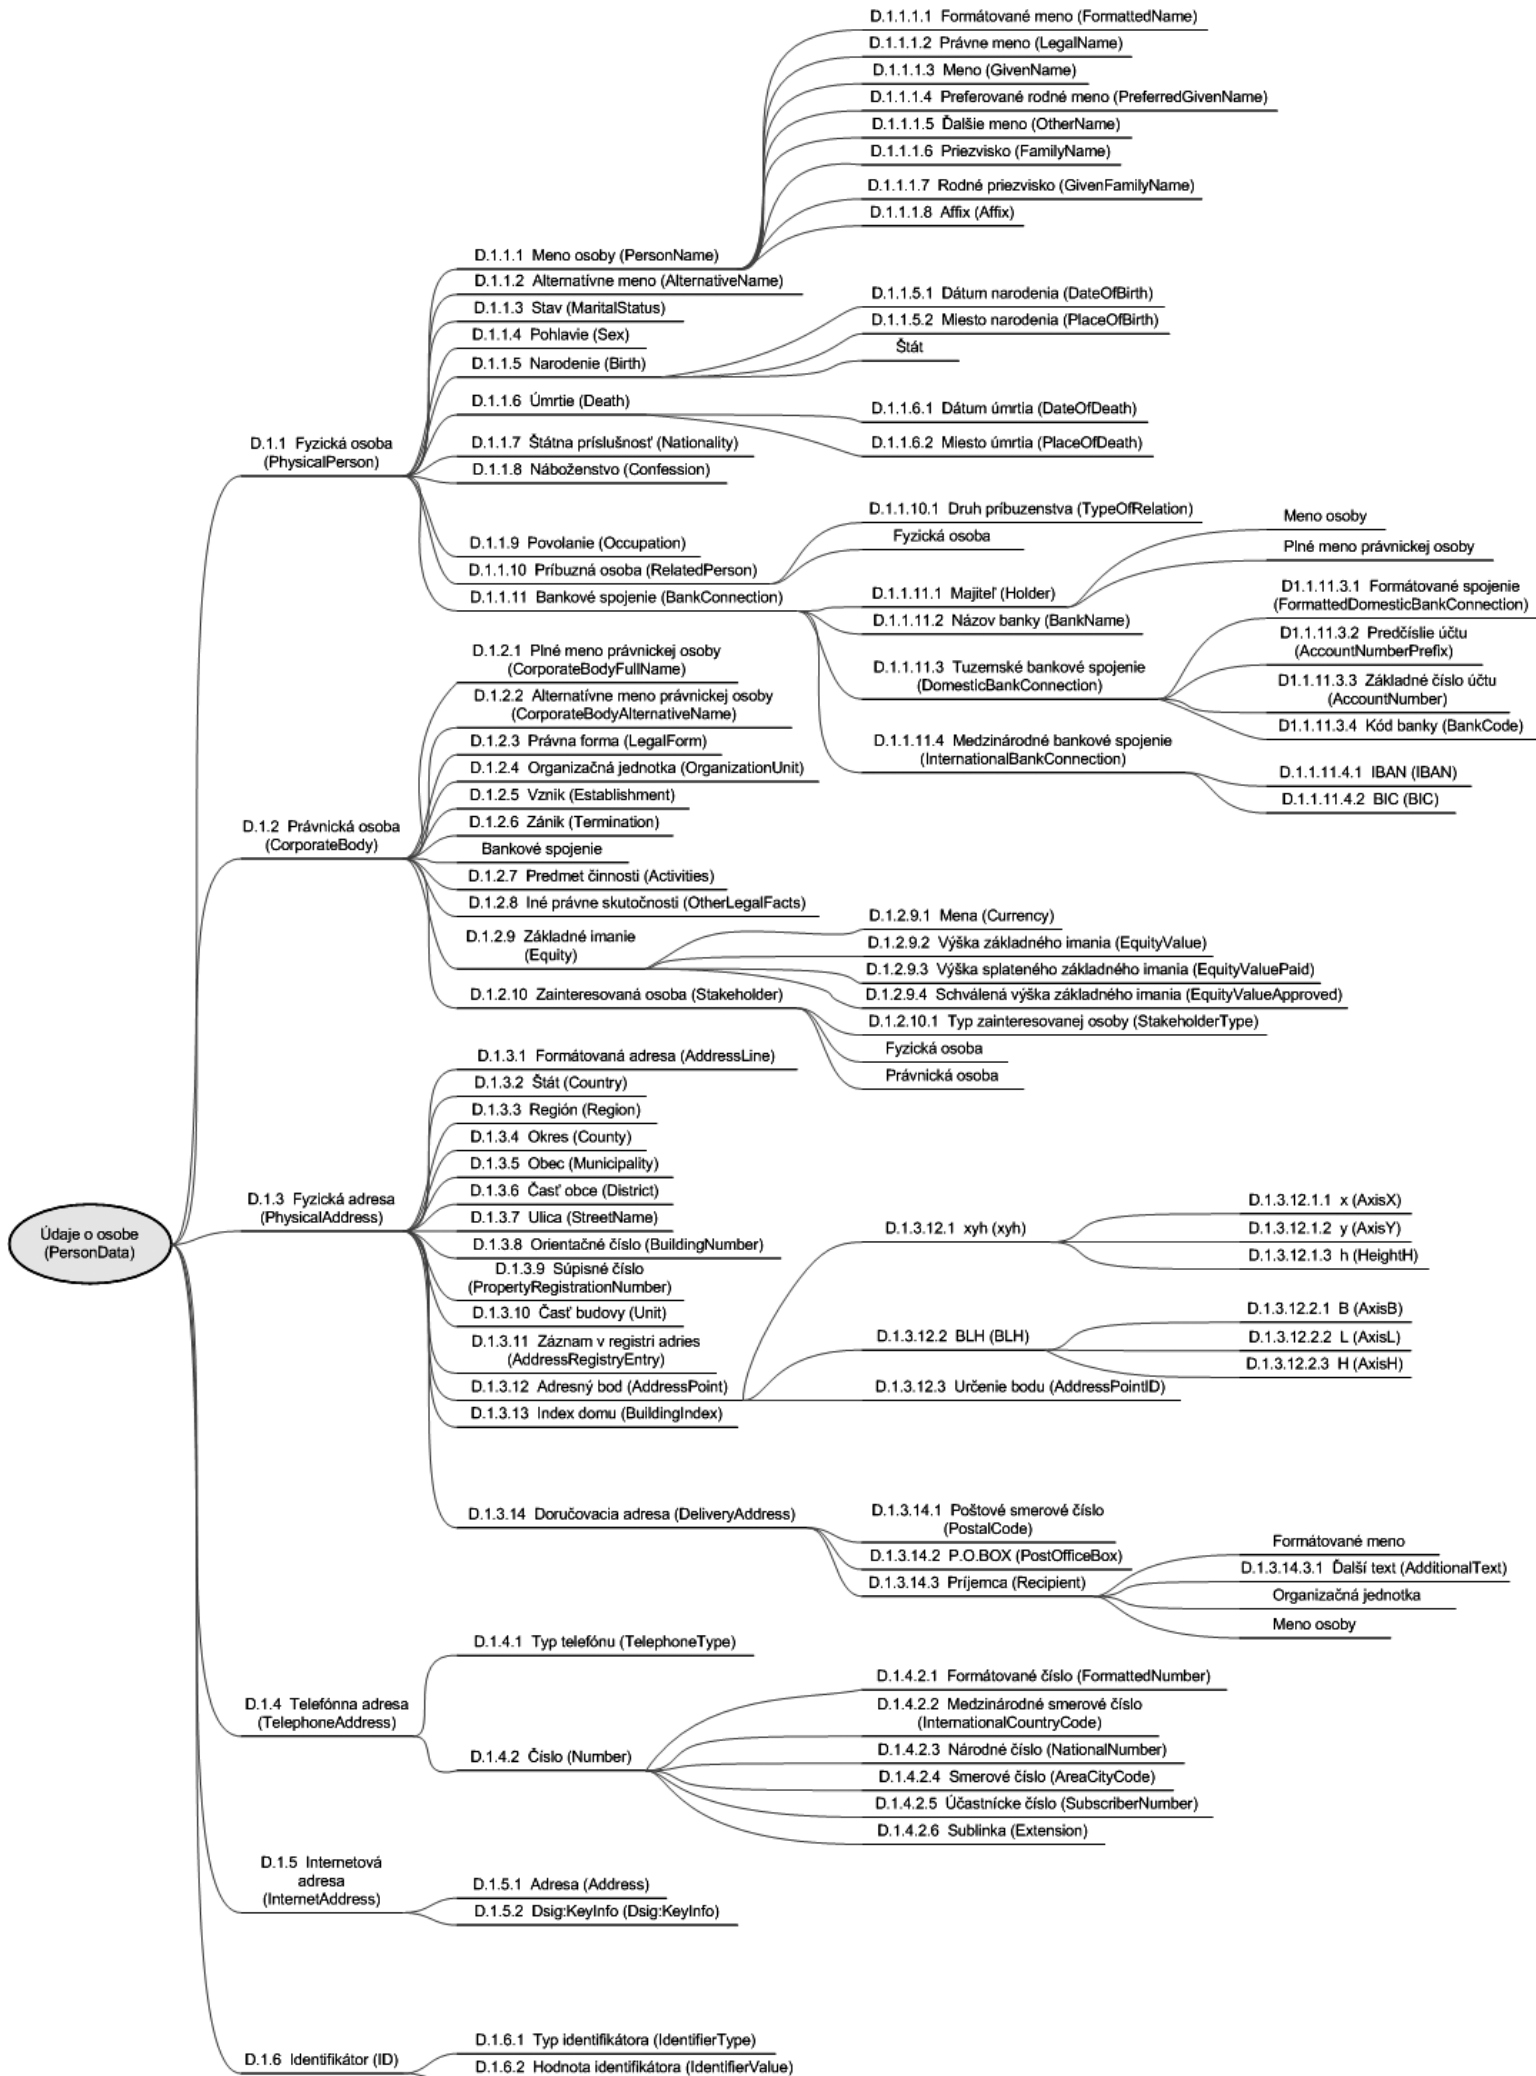 Údaje o osobe
(PersonData)
D.1.1 Fyzická osoba
(PhysicalPerson)
D.1.1.1 Meno osoby (PersonName)
D.1.1.1.1 Formátované meno (FormattedName)
D.1.1.1.2 Právne meno (LegalName)
D.1.1.1.3 Meno (GivenName)
D.1.1.1.4 Preferované rodné meno (PreferredGivenName)
D.1.1.1.5 Ďalšie meno (OtherName)
D.1.1.1.6 Priezvisko (FamilyName)
D.1.1.1.7 Rodné priezvisko (GivenFamilyName)
D.1.1.1.8 Affix (Affix)
D.1.1.2 Alternatívne meno (AlternativeName)
D.1.1.3 Stav (MaritalStatus)
D.1.1.4 Pohlavie (Sex)
D.1.1.5 Narodenie (Birth)
D.1.1.5.1 Dátum narodenia (DateOfBirth)
D.1.1.5.2 Miesto narodenia (PlaceOfBirth)
Štát
D.1.1.6 Úmrtie (Death)
D.1.1.6.1 Dátum úmrtia (DateOfDeath)
D.1.1.6.2 Miesto úmrtia (PlaceOfDeath)
D.1.1.7 Štátna príslušnosť (Nationality)
D.1.1.8 Náboženstvo (Confession)
D.1.1.9 Povolanie (Occupation)
D.1.1.10 Príbuzná osoba (RelatedPerson)
D.1.1.10.1 Druh príbuzenstva (TypeOfRelation)
Fyzická osoba
D.1.1.11 Bankové spojenie (BankConnection)
D.1.1.11.1 Majiteľ (Holder)
Meno osoby
Plné meno právnickej osoby
D.1.1.11.2 Názov banky (BankName)
D.1.1.11.3 Tuzemské bankové spojenie
(DomesticBankConnection)
D1.1.11.3.1 Formátované spojenie
(FormattedDomesticBankConnection)
D1.1.11.3.2 Predčíslie účtu
(AccountNumberPrefix)
D1.1.11.3.3 Základné číslo účtu
(AccountNumber)
D1.1.11.3.4 Kód banky (BankCode)
D.1.1.11.4 Medzinárodné bankové spojenie
(InternationalBankConnection)
D.1.1.11.4.1 IBAN (IBAN)
D.1.1.11.4.2 BIC (BIC)
D.1.2 Právnická osoba
(CorporateBody)
D.1.2.1 Plné meno právnickej osoby
(CorporateBodyFullName)
D.1.2.2 Alternatívne meno právnickej osoby
(CorporateBodyAlternativeName)
D.1.2.3 Právna forma (LegalForm)
D.1.2.4 Organizačná jednotka (OrganizationUnit)
D.1.2.5 Vznik (Establishment)
D.1.2.6 Zánik (Termination)
Bankové spojenie
D.1.2.7 Predmet činnosti (Activities)
D.1.2.8 Iné právne skutočnosti (OtherLegalFacts)
D.1.2.9 Základné imanie
(Equity)
D.1.2.9.1 Mena (Currency)
D.1.2.9.2 Výška základného imania (EquityValue)
D.1.2.9.3 Výška splateného základného imania (EquityValuePaid)
D.1.2.9.4 Schválená výška základného imania (EquityValueApproved)
D.1.2.10 Zainteresovaná osoba (Stakeholder)
D.1.2.10.1 Typ zainteresovanej osoby (StakeholderType)
Fyzická osoba
Právnická osoba
D.1.3 Fyzická adresa
(PhysicalAddress)
D.1.3.1 Formátovaná adresa (AddressLine)
D.1.3.2 Štát (Country)
D.1.3.3 Región (Region)
D.1.3.4 Okres (County)
D.1.3.5 Obec (Municipality)
D.1.3.6 Časť obce (District)
D.1.3.7 Ulica (StreetName)
D.1.3.8 Orientačné číslo (BuildingNumber)
D.1.3.9 Súpisné číslo
(PropertyRegistrationNumber)
D.1.3.10 Časť budovy (Unit)
D.1.3.11 Záznam v registri adries
(AddressRegistryEntry)
D.1.3.12 Adresný bod (AddressPoint)
D.1.3.12.1 xyh (xyh)
D.1.3.12.1.1 x (AxisX)
D.1.3.12.1.2 y (AxisY)
D.1.3.12.1.3 h (HeightH)
D.1.3.12.2 BLH (BLH)
D.1.3.12.2.1 B (AxisB)
D.1.3.12.2.2 L (AxisL)
D.1.3.12.2.3 H (AxisH)
D.1.3.12.3 Určenie bodu (AddressPointID)
D.1.3.13 Index domu (BuildingIndex)
D.1.3.14 Doručovacia adresa (DeliveryAddress)
D.1.3.14.1 Poštové smerové číslo
(PostalCode)
D.1.3.14.2 P.O.BOX (PostOfficeBox)
D.1.3.14.3 Príjemca (Recipient)
Formátované meno
D.1.3.14.3.1 Ďalší text (AdditionalText)
Organizačná jednotka
Meno osoby
D.1.4 Telefónna adresa
(TelephoneAddress)
D.1.4.1 Typ telefónu (TelephoneType)
D.1.4.2 Číslo (Number)
D.1.4.2.1 Formátované číslo (FormattedNumber)
D.1.4.2.2 Medzinárodné smerové číslo
(InternationalCountryCode)
D.1.4.2.3 Národné číslo (NationalNumber)
D.1.4.2.4 Smerové číslo (AreaCityCode)
D.1.4.2.5 Účastnícke číslo (SubscriberNumber)
D.1.4.2.6 Sublinka (Extension)
D.1.5 Internetová
adresa
(InternetAddress)
D.1.5.1 Adresa (Address)
D.1.5.2 Dsig:KeyInfo (Dsig:KeyInfo)
D.1.6 Identifikátor (ID)
D.1.6.1 Typ identifikátora (IdentifierType)
D.1.6.2 Hodnota identifikátora (IdentifierValue)